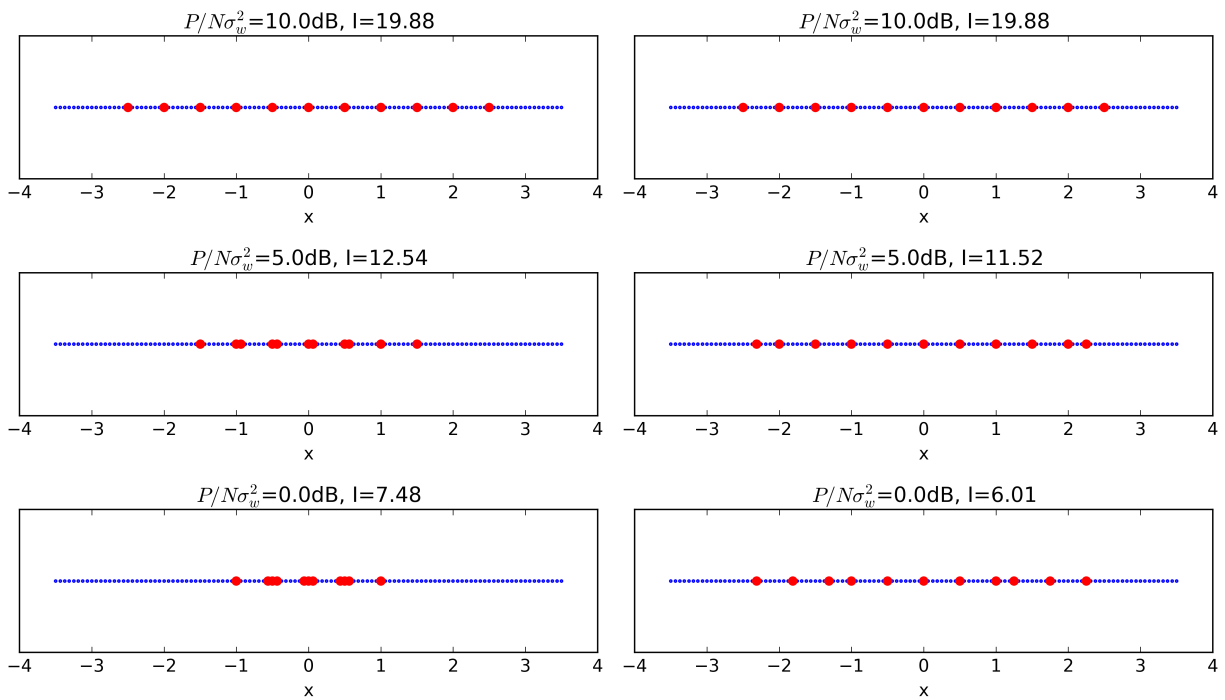 P/Nσ_w^2=10.0dB, I=19.88
−4 −3 −2 −1 0 1 2 3 4
x
P/Nσ_w^2=10.0dB, I=19.88
−4 −3 −2 −1 0 1 2 3 4
x
P/Nσ_w^2=5.0dB, I=12.54
−4 −3 −2 −1 0 1 2 3 4
x
P/Nσ_w^2=5.0dB, I=11.52
−4 −3 −2 −1 0 1 2 3 4
x
P/Nσ_w^2=0.0dB, I=7.48
−4 −3 −2 −1 0 1 2 3 4
x
P/Nσ_w^2=0.0dB, I=6.01
−4 −3 −2 −1 0 1 2 3 4
x